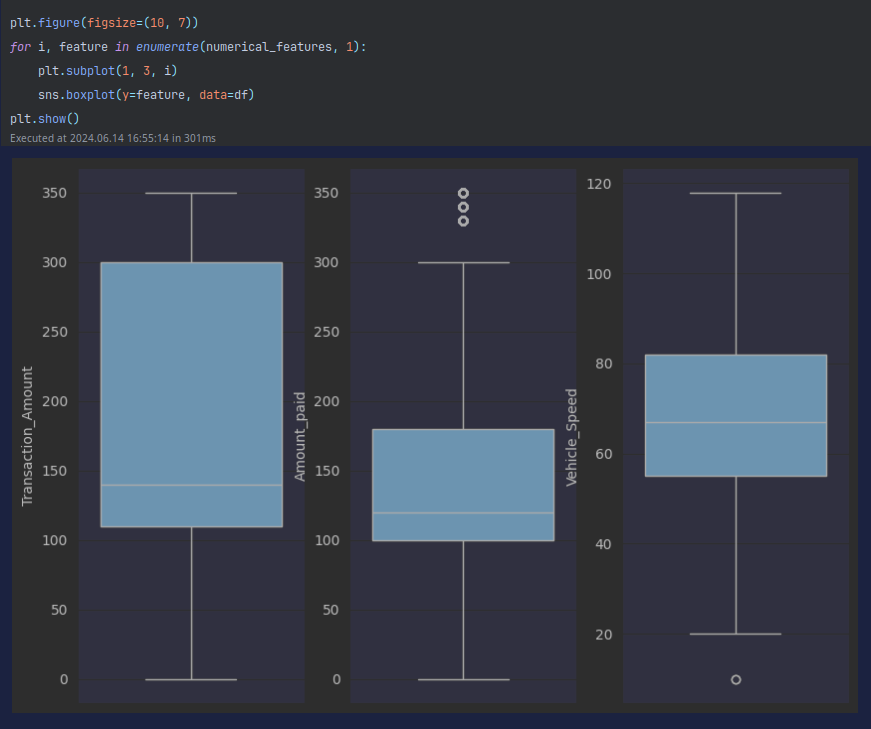 plt.figure(figsize=(10, 7))
for i, feature in enumerate(numerical_features, 1):
    plt.subplot(1, 3, i)
    sns.boxplot(y=feature, data=df)
plt.show()
Executed at 2024.06.14 16:55:14 in 301ms
Transaction_Amount
350
300
250
200
150
100
50
0
Amount_paid
350
300
250
200
150
100
50
0
Vehicle_Speed
120
100
80
60
40
20